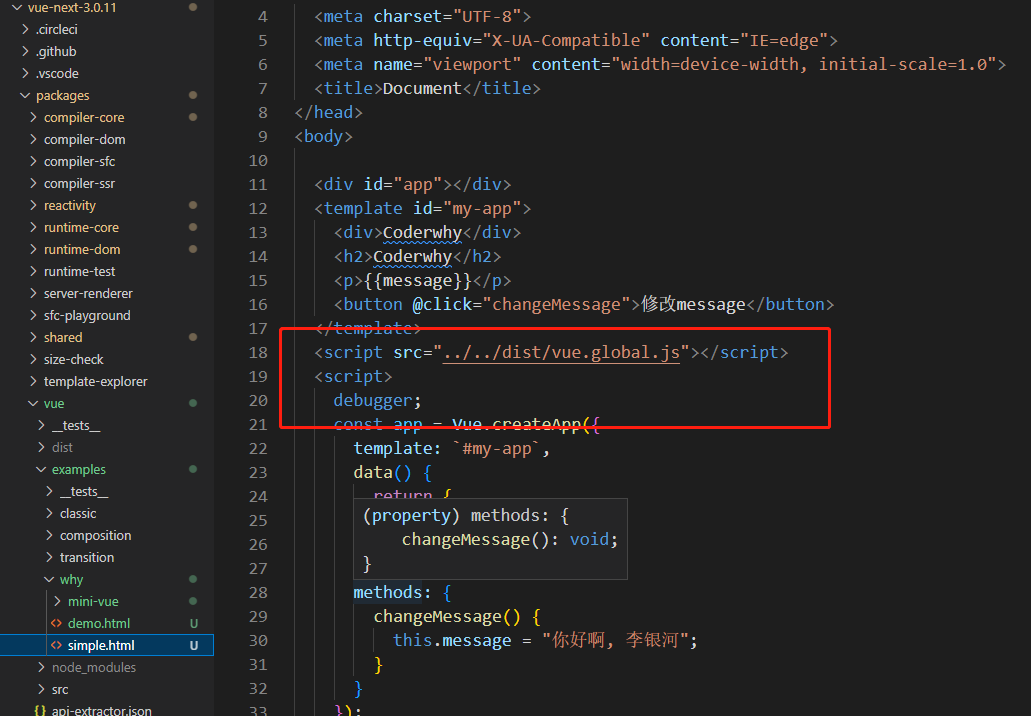 vue-next-3.0.11
.circleci
.github
.vscode
packages
compiler-core
compiler-dom
compiler-sfc
compiler-ssr
reactivity
runtime-core
runtime-dom
runtime-test
server-renderer
sfc-playground
shared
size-check
template-explorer
vue
__tests__
dist
examples
__tests__
classic
composition
transition
why
mini-vue
<> demo.html U
<> simple.html U
node_modules
src
{} api-extractor.json
4 <meta charset="UTF-8">
5 <meta http-equiv="X-UA-Compatible" content="IE=edge">
6 <meta name="viewport" content="width=device-width, initial-scale=1.0">
7 <title>Document</title>
8 </head>
9 <body>
10
11 <div id="app"></div>
12 <template id="my-app">
13 <div>Coderwhy</div>
14 <h2>Coderwhy</h2>
15 <p>{{message}}</p>
16 <button @click="changeMessage">修改message</button>
17 </template>
18 <script src="../../dist/vue.global.js"></script>
19 <script>
20 debugger;
21 const app = Vue.createApp({
22 template: `#my-app`,
23 data() {
24 return {
25 (property) methods: {
26 changeMessage(): void;
27 }
28 methods: {
29 changeMessage() {
30 this.message = "你好啊, 李银河";
31 }
32 }
33 });